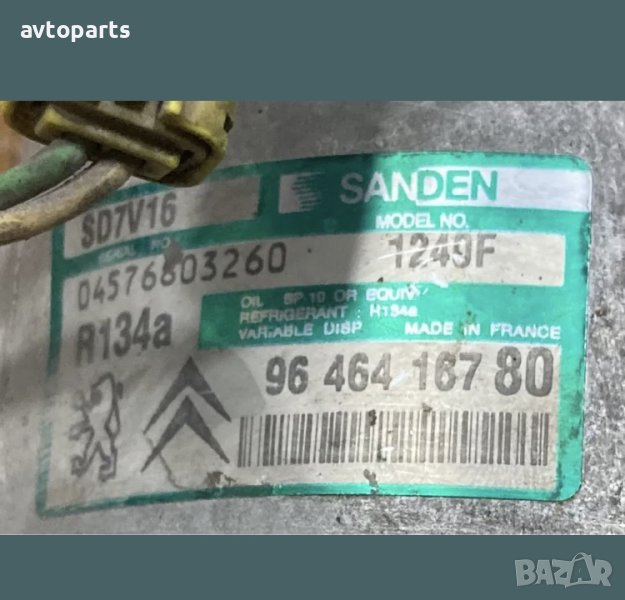 avtoparts
SANDEN
SD7V16
MODEL NO.
SERIAL NO.
1249F
04576803260
OIL SP.10 OR EQUIV
REFRIGERANT : R134a
VARIABLE DISP MADE IN FRANCE
R134a
96 464 167 80
BAZAR